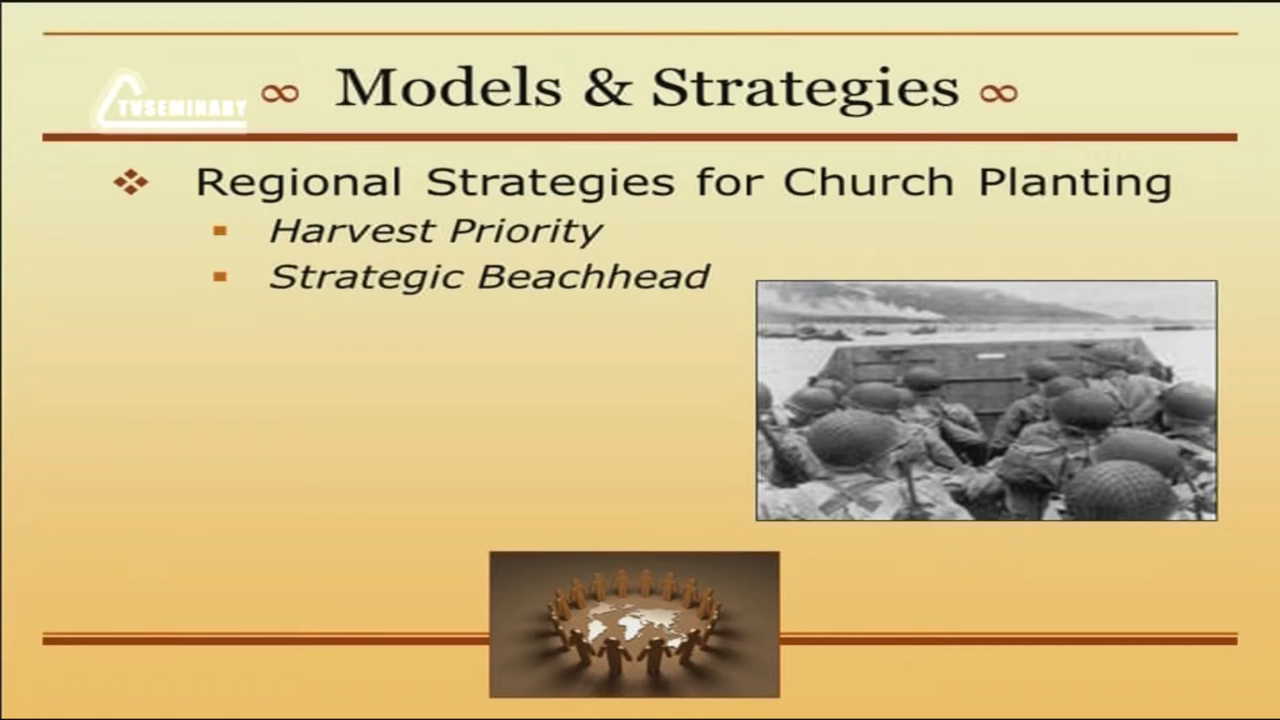 TVSEMINARY
∞ Models & Strategies ∞
Regional Strategies for Church Planting
Harvest Priority
Strategic Beachhead